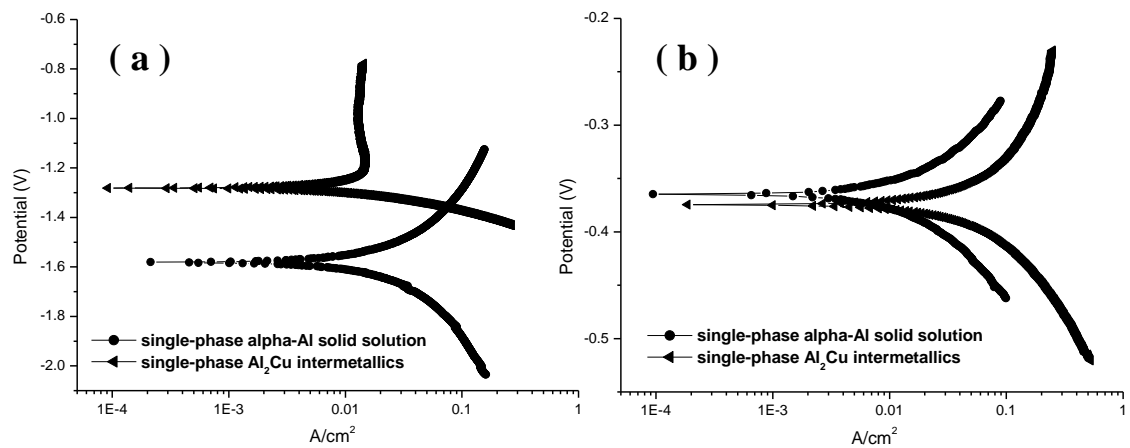 ( a )
-0.6
-0.8
-1.0
-1.2
-1.4
-1.6
-1.8
-2.0
Potential (V)
single-phase alpha-Al solid solution
single-phase Al₂Cu intermetallics
1E-4
1E-3
0.01
0.1
1
A/cm²
( b )
-0.2
-0.3
-0.4
-0.5
Potential (V)
single-phase alpha-Al solid solution
single-phase Al₂Cu intermetallics
1E-4
1E-3
0.01
0.1
1
A/cm²